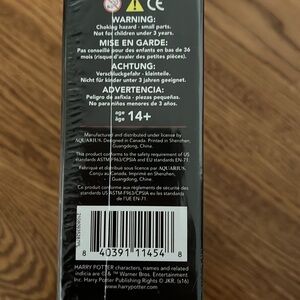 CE
WARNING:
Choking hazard - small parts.
Not for children under 3 years.
MISE EN GARDE:
Pas conseillé pour des enfants en bas de 36
mois (risque d'avaler des petites pièces).
ACHTUNG:
Verschluckgefahr - kleinteile.
Nicht für kinder unter 3 jahren geeignet.
ADVERTENCIA:
Peligro de asfixia - piezas pequeñas.
No para niños menores de 3 años.
age
âge 14+
Manufactured and distributed under license by
AQUARIUS. Designed in Canada. Printed in Shenzhen,
Guangdong, China.
This product conforms to the safety requirement of US
standards ASTM F963/CPSIA and EU standards EN-71.
Fabriqué et distribué sous license par AQUARIUS.
Conçu au Canada. Imprimé en Shenzhen,
Guangdong, China.
Ce produit conforme aux règlements de sécurité des
standards US ASTM F963/CPSIA et des standards
de l'UE EN-71
8 40391 11454 8
HARRY POTTER characters, names and related
indicia are © & ™ Warner Bros. Entertainment
Inc. Harry Potter Publishing Rights © JKR. (s16)
www.harrypotter.com